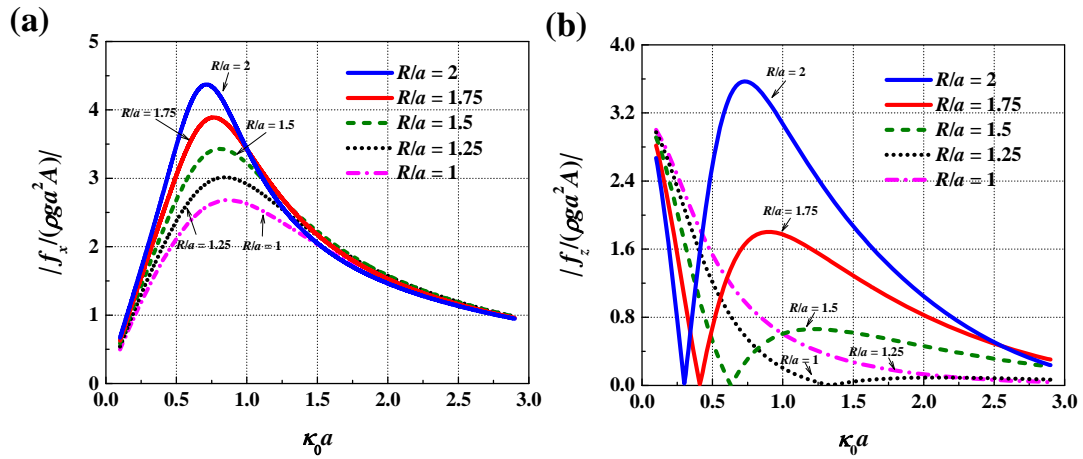 (a)
5
4
3
2
1
0
0.0 0.5 1.0 1.5 2.0 2.5 3.0
κ₀a
|fₓ/(ρga²A)|
R/a = 2
R/a = 1.75
R/a = 1.5
R/a = 1.25
R/a = 1
R/a = 2
R/a = 1.75
R/a = 1.5
R/a = 1.25
R/a = 1
(b)
4.0
3.2
2.4
1.6
0.8
0.0
0.0 0.5 1.0 1.5 2.0 2.5 3.0
κ₀a
|f_z/(ρga²A)|
R/a = 2
R/a = 1.75
R/a = 1.5
R/a = 1.25
R/a = 1
R/a = 2
R/a = 1.75
R/a = 1.5
R/a = 1.25
R/a = 1